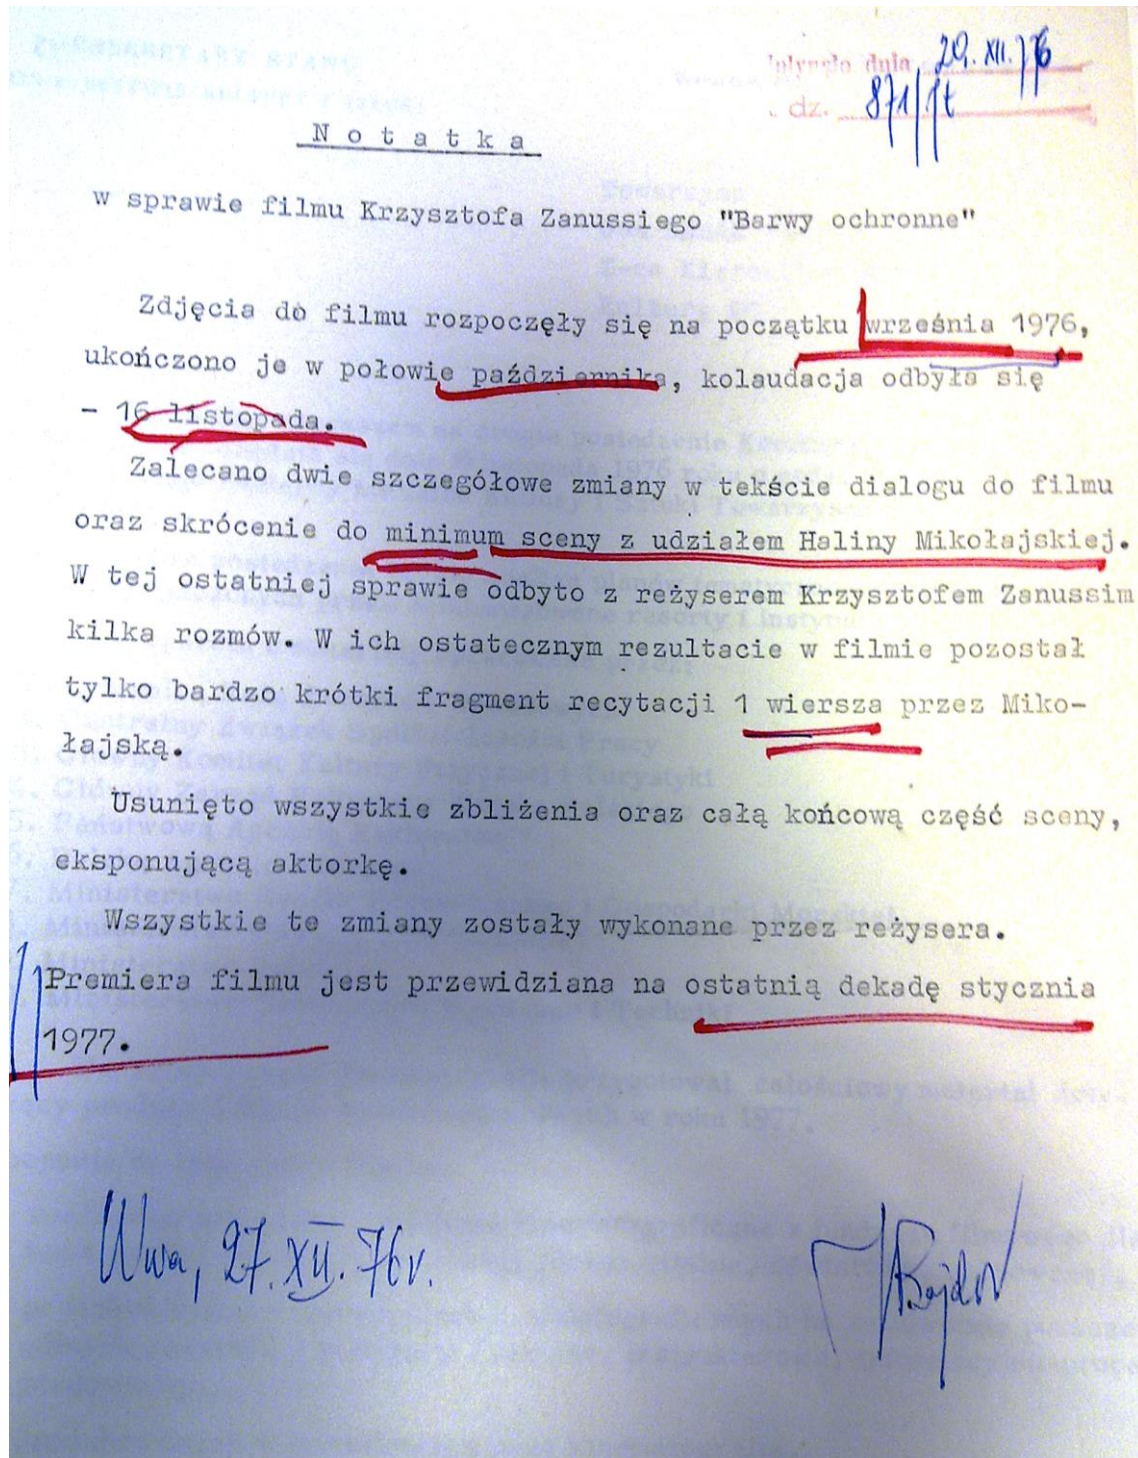 Wpłynęło dnia 29. XII. 76
dz. 871/Jt
Notatka
w sprawie filmu Krzysztofa Zanussiego "Barwy ochronne"
Zdjęcia do filmu rozpoczęły się na początku września 1976,
ukończono je w połowie października, kolaudacja odbyła się
- 16 listopada.
Zalecano dwie szczegółowe zmiany w tekście dialogu do filmu
oraz skrócenie do minimum sceny z udziałem Haliny Mikołajskiej.
W tej ostatniej sprawie odbyto z reżyserem Krzysztofem Zanussim
kilka rozmów. W ich ostatecznym rezultacie w filmie pozostał
tylko bardzo krótki fragment recytacji 1 wiersza przez Miko-
łajską.
Usunięto wszystkie zbliżenia oraz całą końcową część sceny,
eksponującą aktorkę.
Wszystkie te zmiany zostały wykonane przez reżysera.
Premiera filmu jest przewidziana na ostatnią dekadę stycznia
1977.
Wwa, 27. XII. 76r.